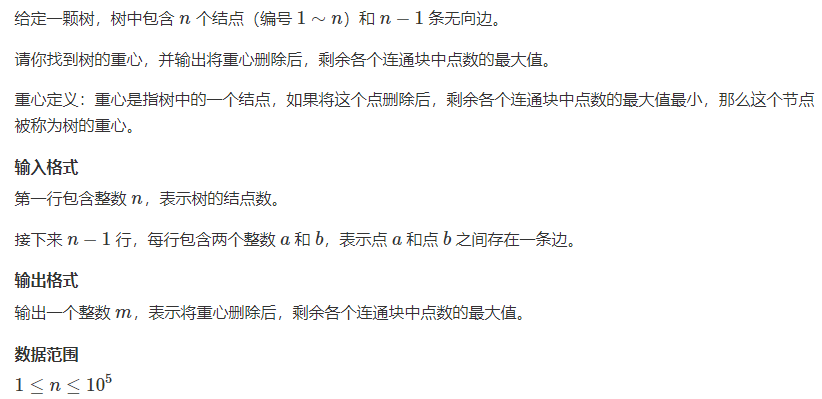 给定一颗树，树中包含 n 个结点（编号 1 ~ n）和 n − 1 条无向边。
请你找到树的重心，并输出将重心删除后，剩余各个连通块中点数的最大值。
重心定义：重心是指树中的一个结点，如果将这个点删除后，剩余各个连通块中点数的最大值最小，那么这个节点
被称为树的重心。
输入格式
第一行包含整数 n，表示树的结点数。
接下来 n − 1 行，每行包含两个整数 a 和 b，表示点 a 和点 b 之间存在一条边。
输出格式
输出一个整数 m，表示将重心删除后，剩余各个连通块中点数的最大值。
数据范围
1 ≤ n ≤ 10⁵